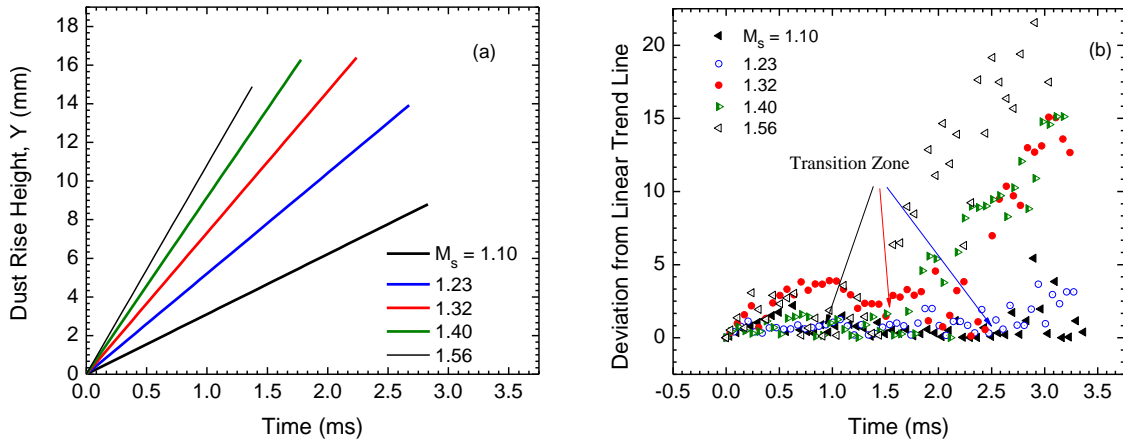 18
16
14
12
10
8
6
4
2
0
Dust Rise Height, Y (mm)
(a)
M_s = 1.10
1.23
1.32
1.40
1.56
0.0 0.5 1.0 1.5 2.0 2.5 3.0 3.5
Time (ms)
20
15
10
5
0
Deviation from Linear Trend Line
M_s = 1.10
1.23
1.32
1.40
1.56
(b)
Transition Zone
-0.5 0.0 0.5 1.0 1.5 2.0 2.5 3.0 3.5
Time (ms)